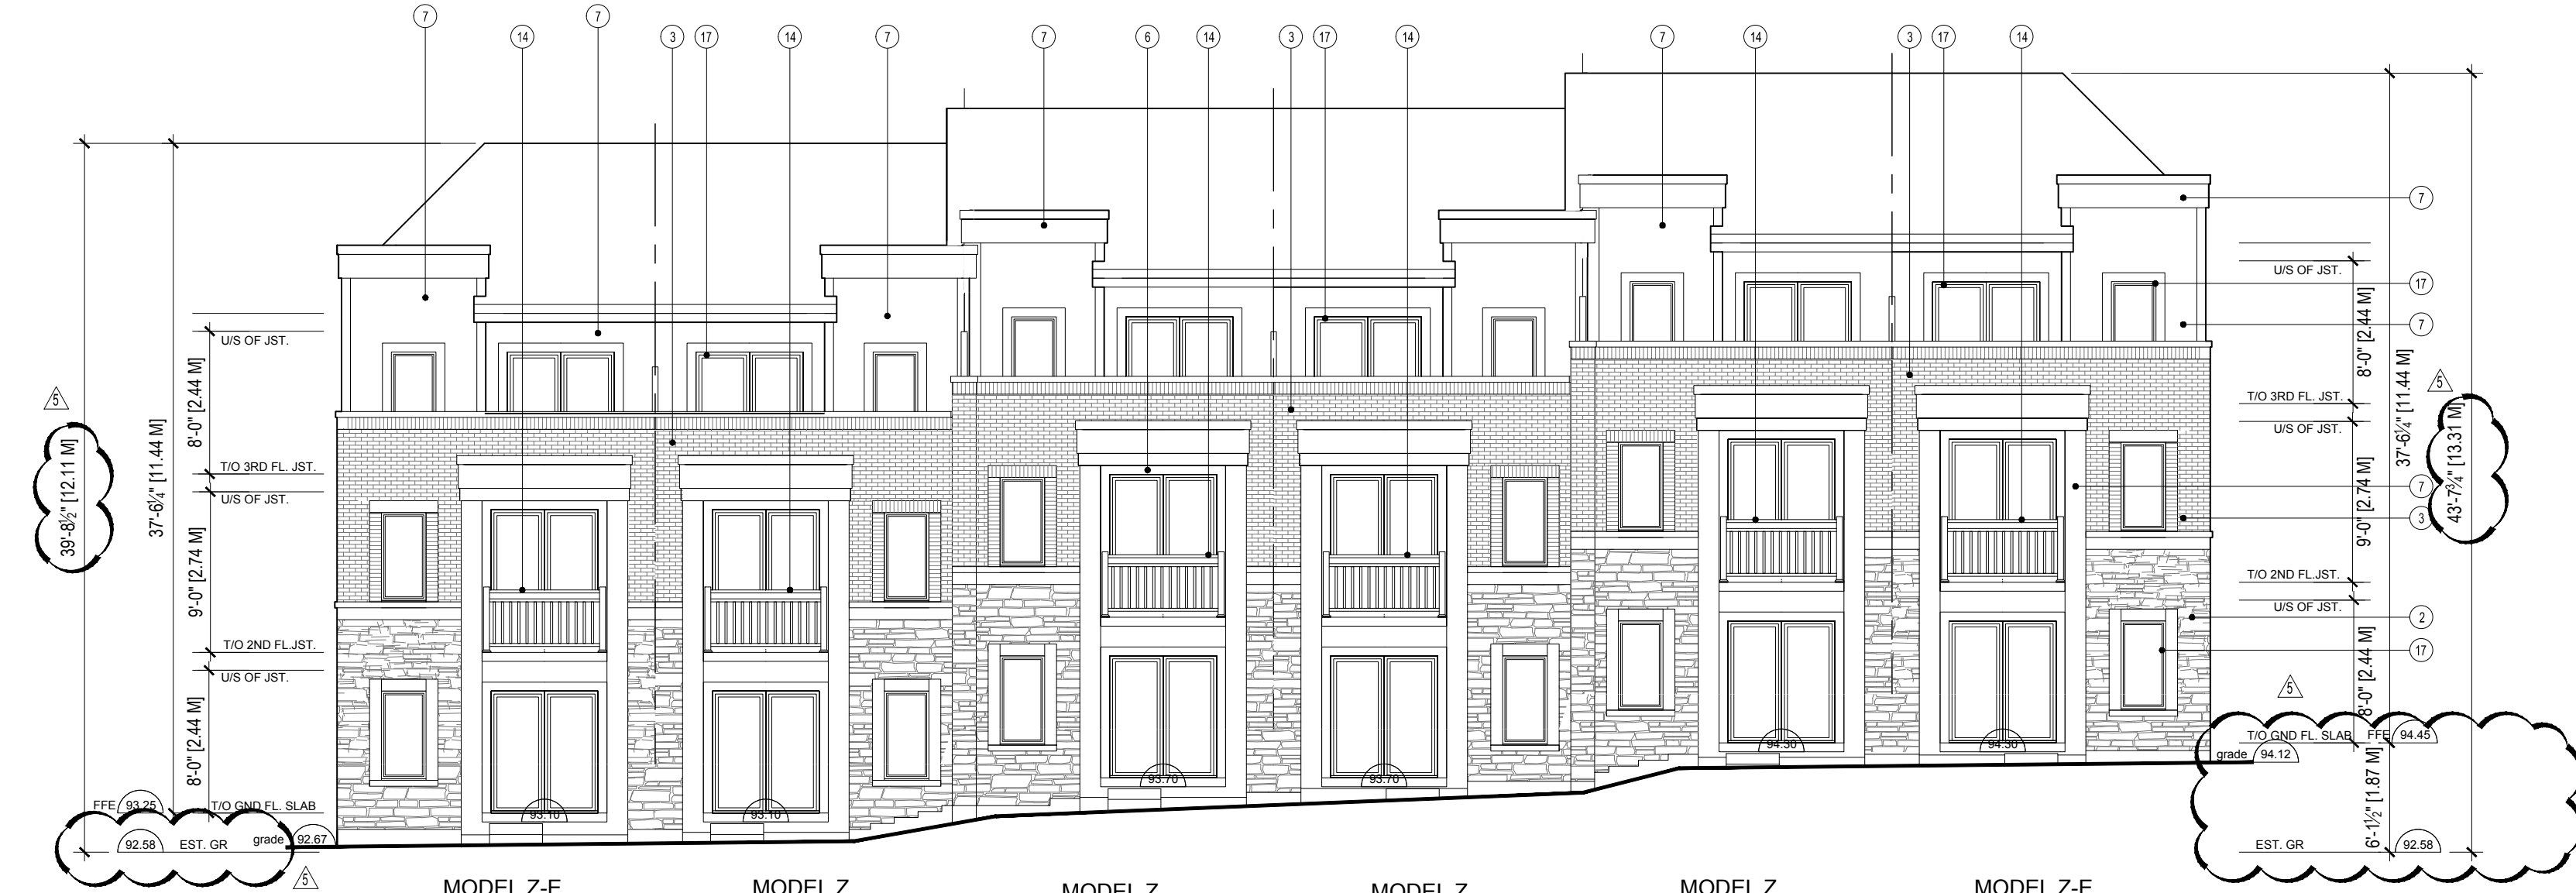 7
7
14
3
17
14
7
7
6
14
3
17
14
7
14
3
17
14
7
U/S OF JST.
17
7
U/S OF JST.
8'-0" [2.44 M]
8'-0" [2.44 M]
37'-6¼" [11.44 M]
5
5
T/O 3RD FL. JST.
U/S OF JST.
43'-7¾" [13.31 M]
39'-8½" [12.11 M]
37'-6¼" [11.44 M]
T/O 3RD FL. JST.
U/S OF JST.
7
3
9'-0" [2.74 M]
9'-0" [2.74 M]
T/O 2ND FL.JST.
U/S OF JST.
2
T/O 2ND FL.JST.
U/S OF JST.
17
8'-0" [2.44 M]
8'-0" [2.44 M]
5
T/O GND FL. SLAB FFE 94.45
grade 94.12
94.30
94.30
93.70
93.70
FFE 93.25 T/O GND FL. SLAB
93.10
93.10
6'-1½" [1.87 M]
92.58 EST. GR grade 92.67
EST. GR 92.58
5
MODEL Z-E MODEL Z MODEL Z MODEL Z MODEL Z MODEL Z-E